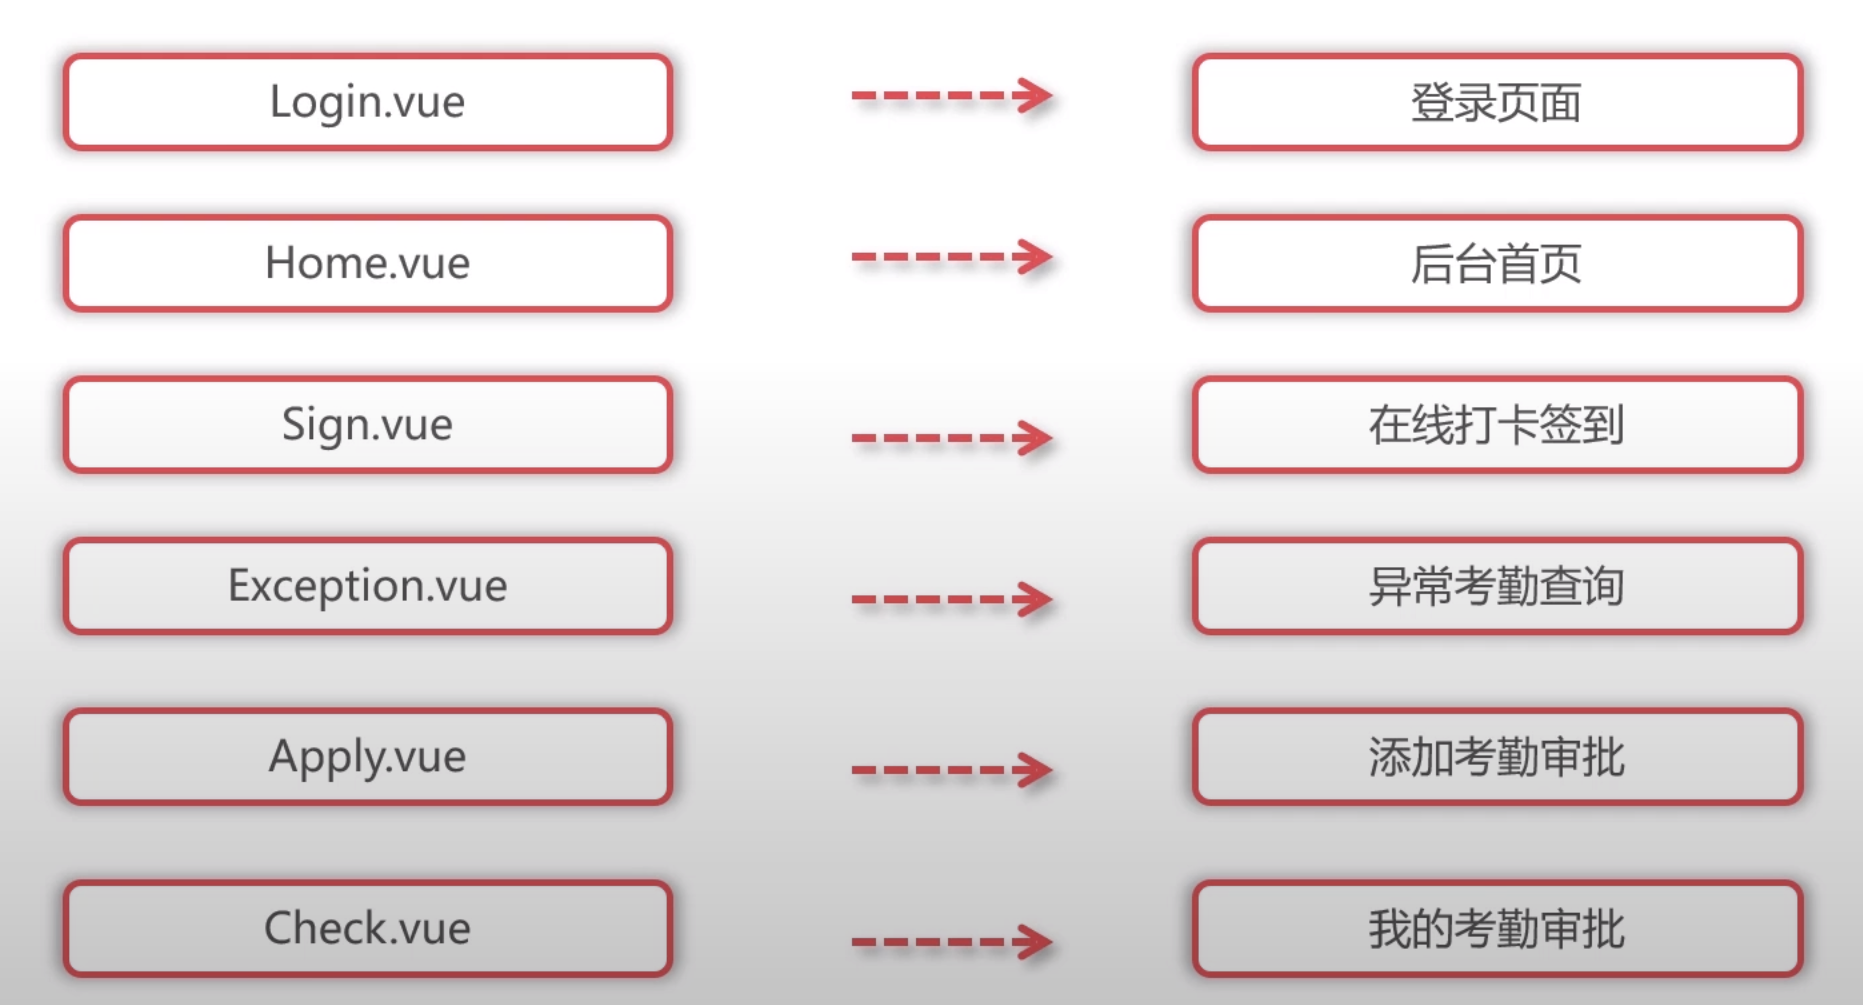 Login.vue
登录页面
Home.vue
后台首页
Sign.vue
在线打卡签到
Exception.vue
异常考勤查询
Apply.vue
添加考勤审批
Check.vue
我的考勤审批